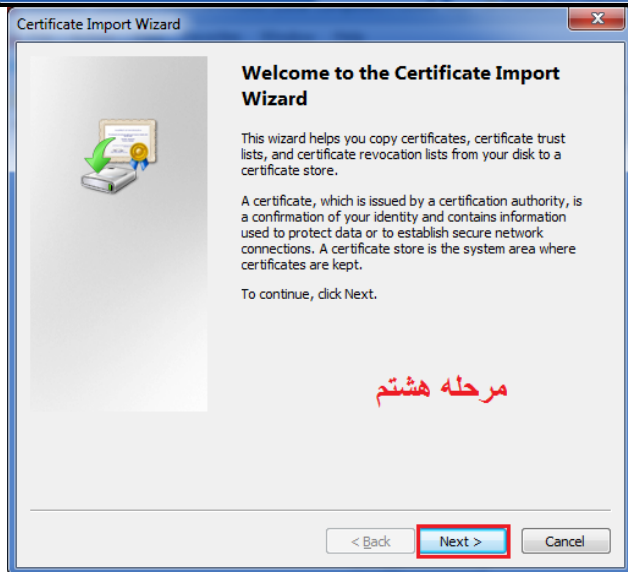 Certificate Import Wizard
Welcome to the Certificate Import
Wizard
This wizard helps you copy certificates, certificate trust
lists, and certificate revocation lists from your disk to a
certificate store.
A certificate, which is issued by a certification authority, is
a confirmation of your identity and contains information
used to protect data or to establish secure network
connections. A certificate store is the system area where
certificates are kept.
To continue, click Next.
مرحله هشتم
< Back Next > Cancel